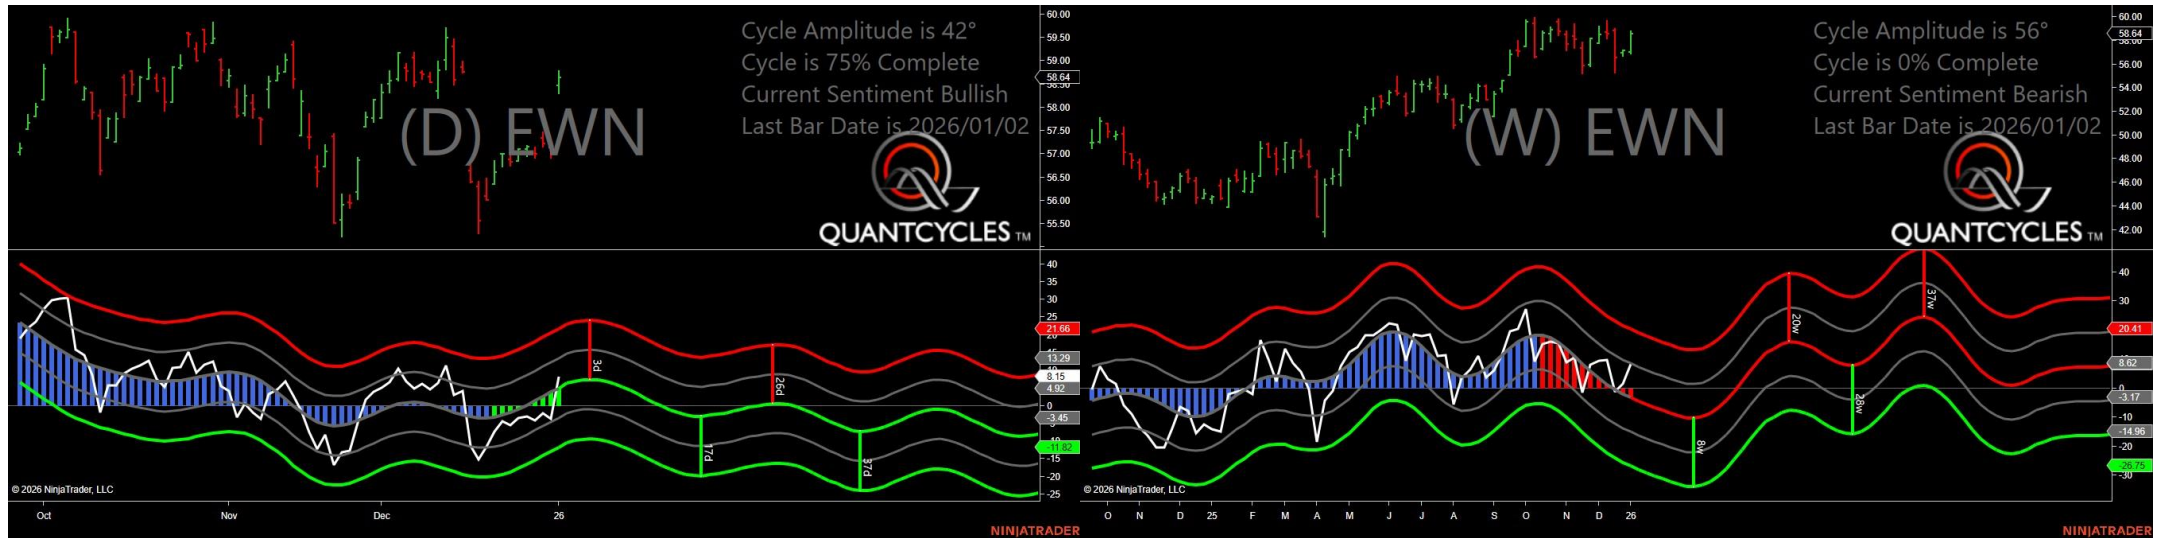 Cycle Amplitude is 42°
Cycle is 75% Complete
Current Sentiment Bullish
Last Bar Date is 2026/01/02
(D) EWN
QUANTCYCLES TM
60.00
59.50
59.00
58.64
58.50
58.00
57.50
57.00
56.50
56.00
55.50
40
35
30
25
21.66
13.29
8.15
4.92
0
-3.45
-11.82
-15
-20
-25
3d
17d
26d
37d
© 2026 NinjaTrader, LLC
Oct
Nov
Dec
26
NINJATRADER
Cycle Amplitude is 56°
Cycle is 0% Complete
Current Sentiment Bearish
Last Bar Date is 2026/01/02
(W) EWN
QUANTCYCLES TM
60.00
58.64
58.00
56.00
54.00
52.00
50.00
48.00
46.00
44.00
42.00
40
30
20.41
8.62
0
-3.17
-10
-14.96
-20
-26.75
-30
8w
20w
28w
37w
© 2026 NinjaTrader, LLC
O N D 25 F M A M J J A S O N D 26
NINJATRADER